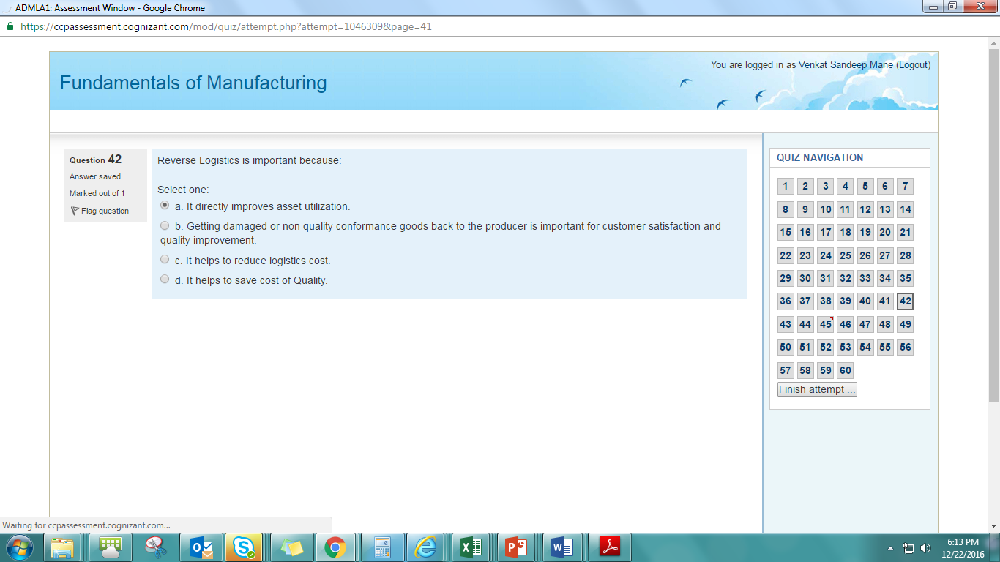 ADMLA1: Assessment Window - Google Chrome
https://ccpassessment.cognizant.com/mod/quiz/attempt.php?attempt=1046309&page=41
You are logged in as Venkat Sandeep Mane (Logout)
Fundamentals of Manufacturing
Question 42
Answer saved
Marked out of 1
Flag question
Reverse Logistics is important because:
Select one:
a. It directly improves asset utilization.
b. Getting damaged or non quality conformance goods back to the producer is important for customer satisfaction and
quality improvement.
c. It helps to reduce logistics cost.
d. It helps to save cost of Quality.
QUIZ NAVIGATION
1 2 3 4 5 6 7
8 9 10 11 12 13 14
15 16 17 18 19 20 21
22 23 24 25 26 27 28
29 30 31 32 33 34 35
36 37 38 39 40 41 42
43 44 45 46 47 48 49
50 51 52 53 54 55 56
57 58 59 60
Finish attempt ...
Waiting for ccpassessment.cognizant.com...
6:13 PM
12/22/2016